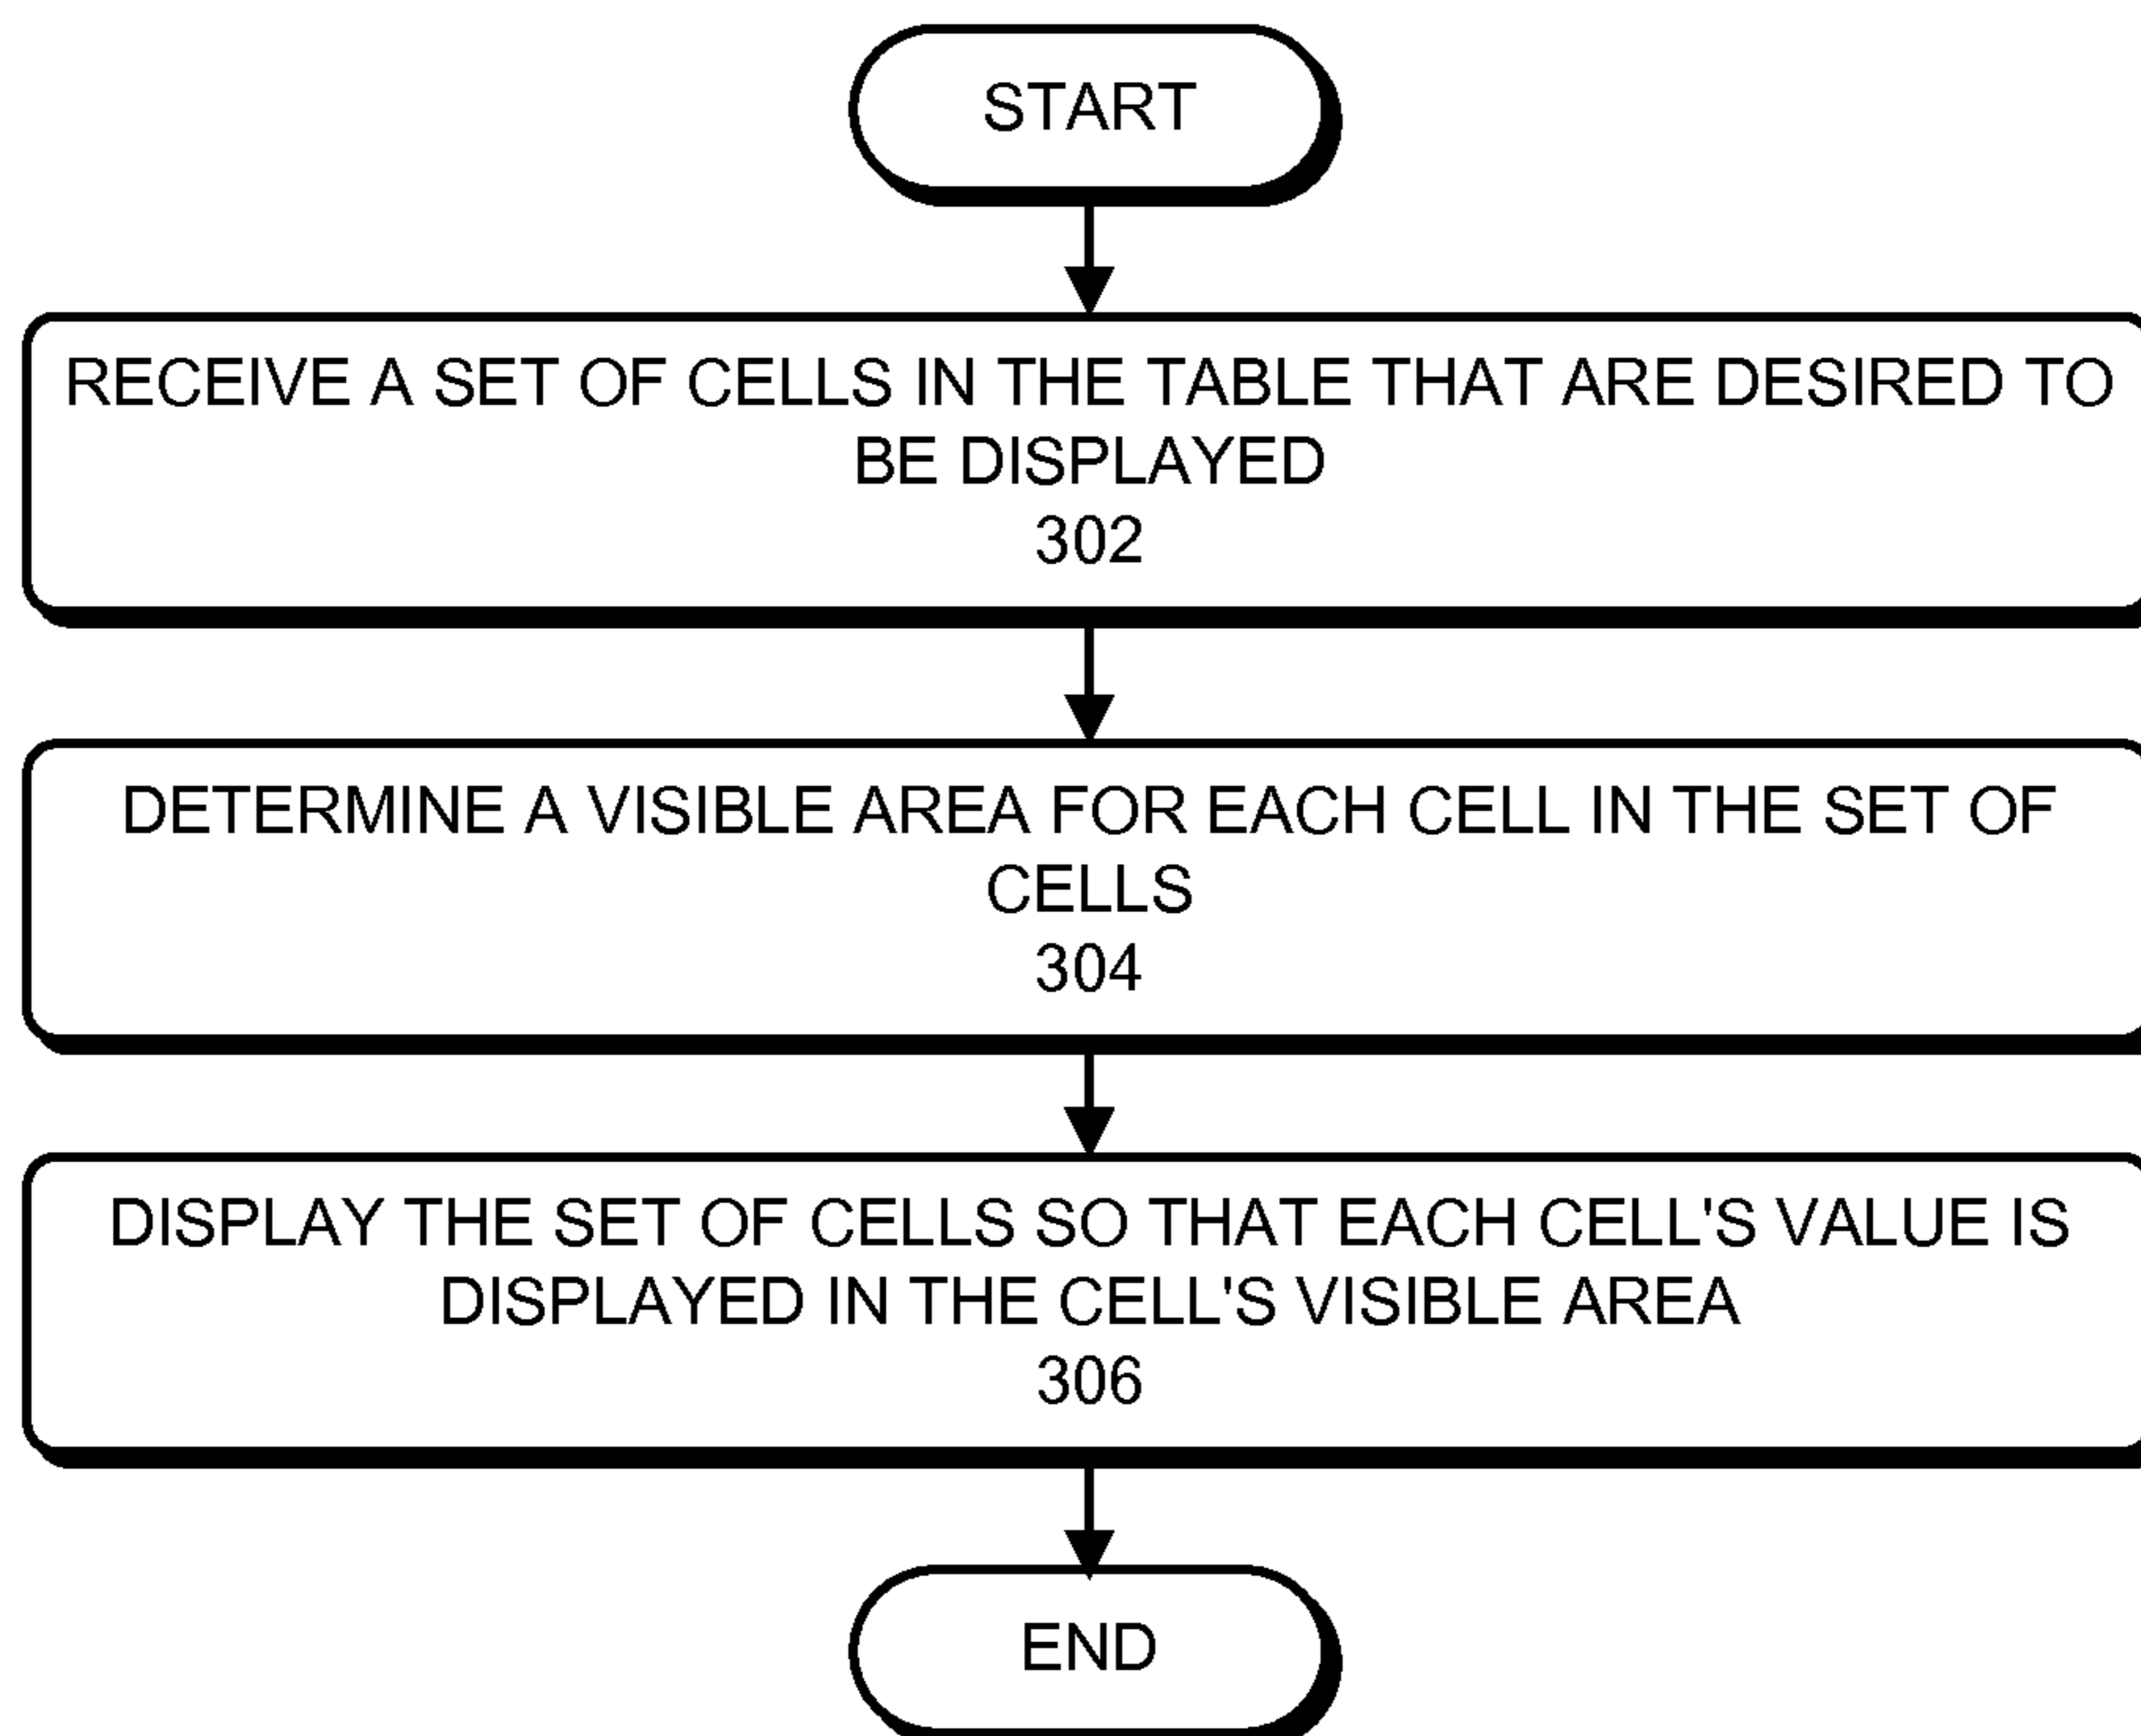 START
RECEIVE A SET OF CELLS IN THE TABLE THAT ARE DESIRED TO
BE DISPLAYED
302
DETERMINE A VISIBLE AREA FOR EACH CELL IN THE SET OF
CELLS
304
DISPLAY THE SET OF CELLS SO THAT EACH CELL'S VALUE IS
DISPLAYED IN THE CELL'S VISIBLE AREA
306
END